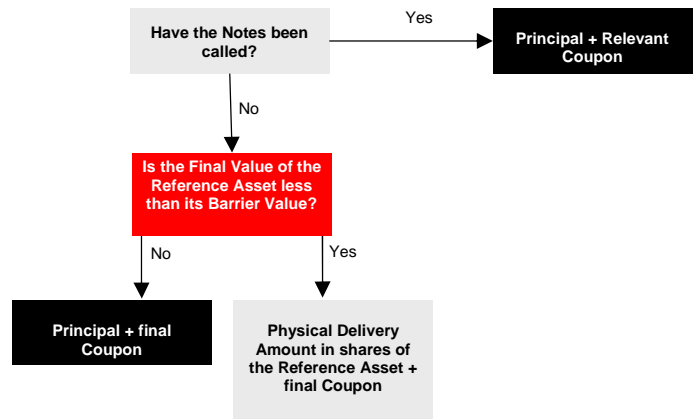 Have the Notes been
called?
Yes
Principal + Relevant
Coupon
No
Is the Final Value of the
Reference Asset less
than its Barrier Value?
No
Yes
Principal + final
Coupon
Physical Delivery
Amount in shares of
the Reference Asset +
final Coupon